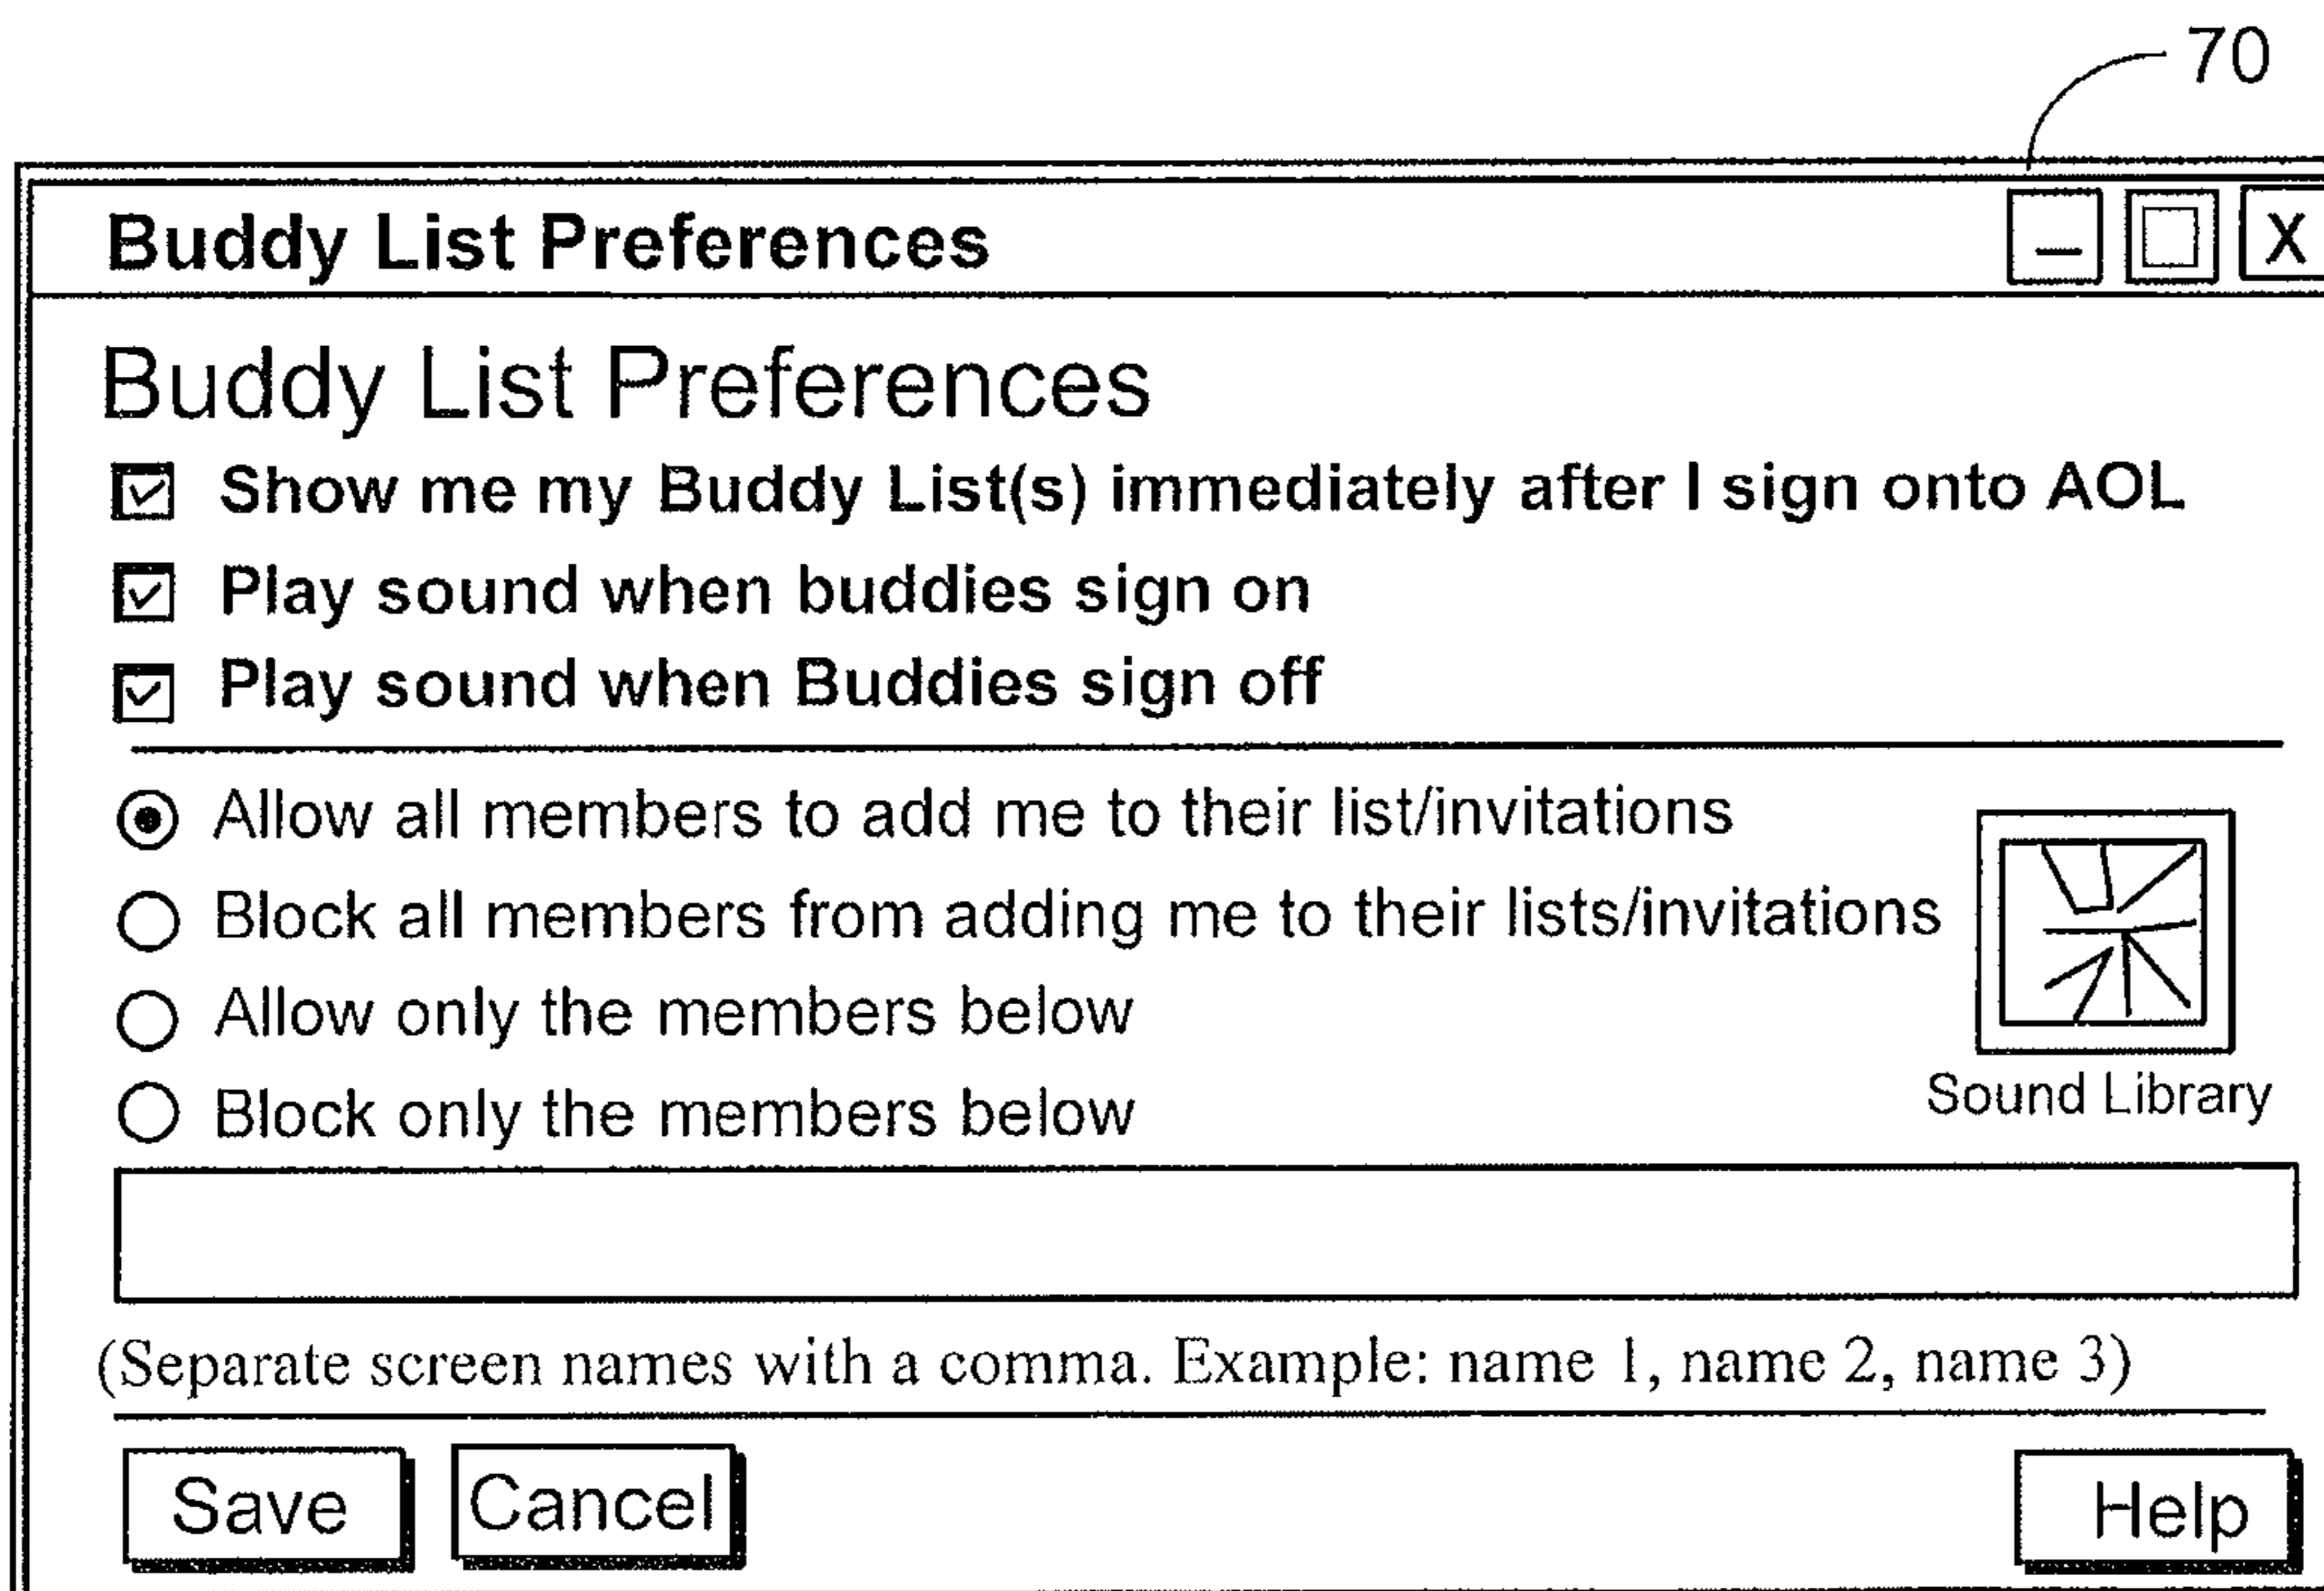 70
Buddy List Preferences
X
Buddy List Preferences
Show me my Buddy List(s) immediately after I sign onto AOL
Play sound when buddies sign on
Play sound when Buddies sign off
Allow all members to add me to their list/invitations
Block all members from adding me to their lists/invitations
Allow only the members below
Block only the members below
Sound Library
(Separate screen names with a comma. Example: name 1, name 2, name 3)
Save Cancel Help